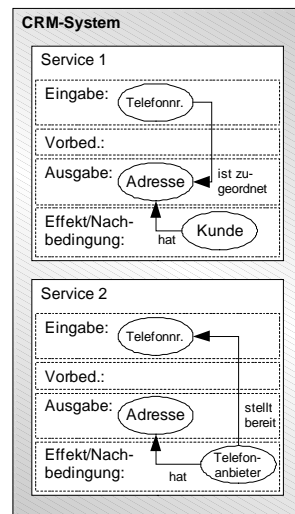 CRM-System
Service 1
Eingabe:
Telefonnr.
Vorbed.:
Ausgabe:
Adresse
ist zu-
geordnet
Effekt/Nach-
bedingung:
hat
Kunde
Service 2
Eingabe:
Telefonnr.
Vorbed.:
Ausgabe:
Adresse
stellt
bereit
Effekt/Nach-
bedingung:
hat
Telefon-
anbieter